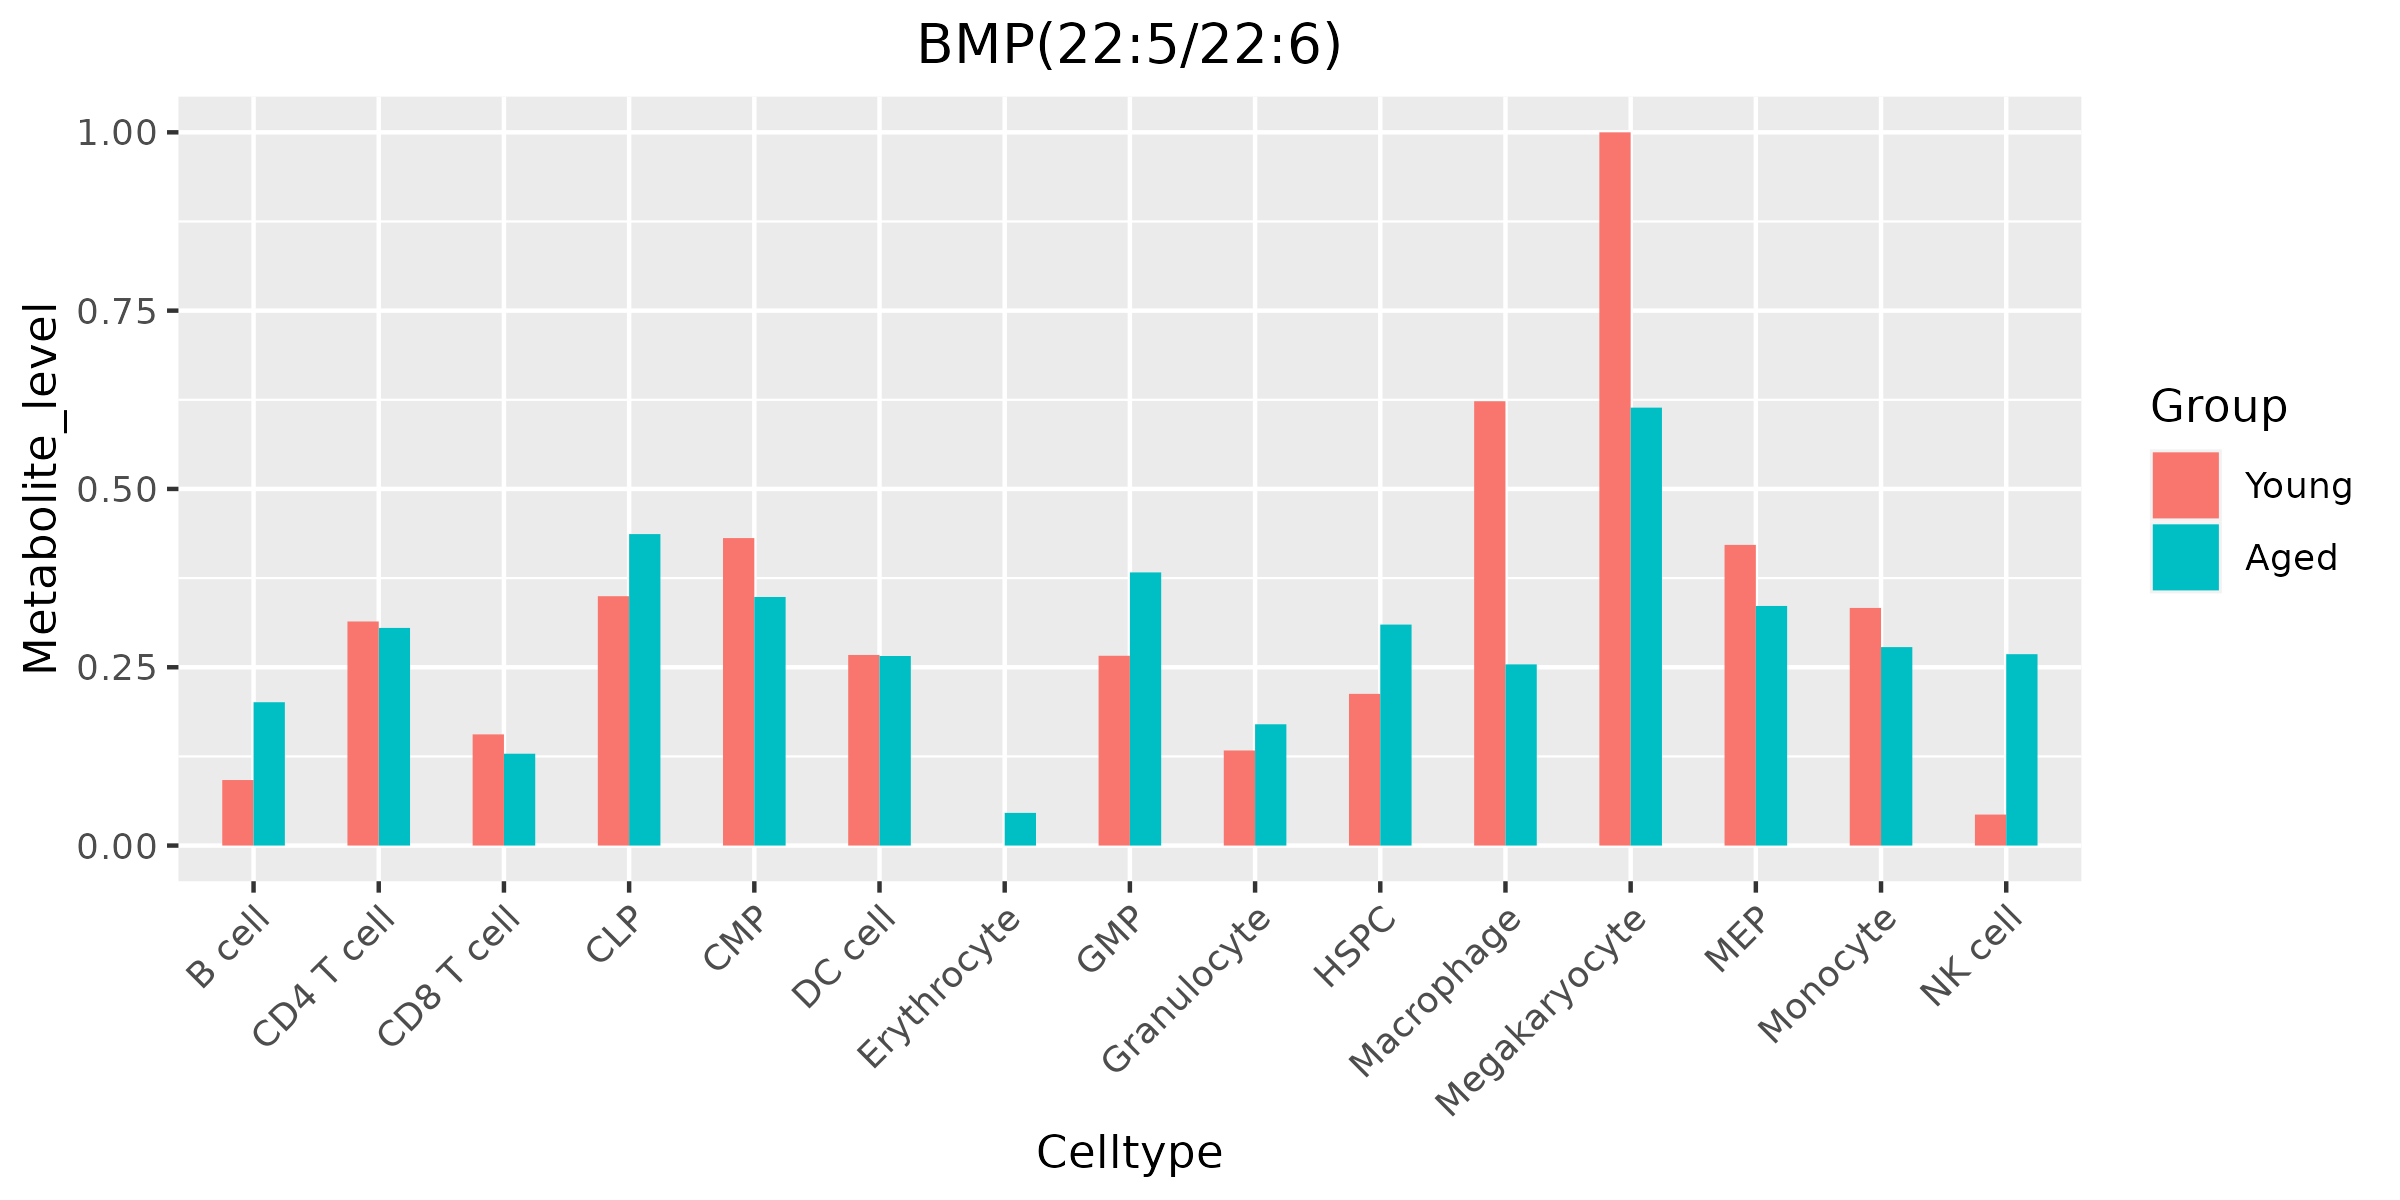 BMP(22:5/22:6)
Metabolite_level
1.00
0.75
0.50
0.25
0.00
B cell
CD4 T cell
CD8 T cell
CLP
CMP
DC cell
Erythrocyte
GMP
Granulocyte
HSPC
Macrophage
Megakaryocyte
MEP
Monocyte
NK cell
Celltype
Group
Young
Aged